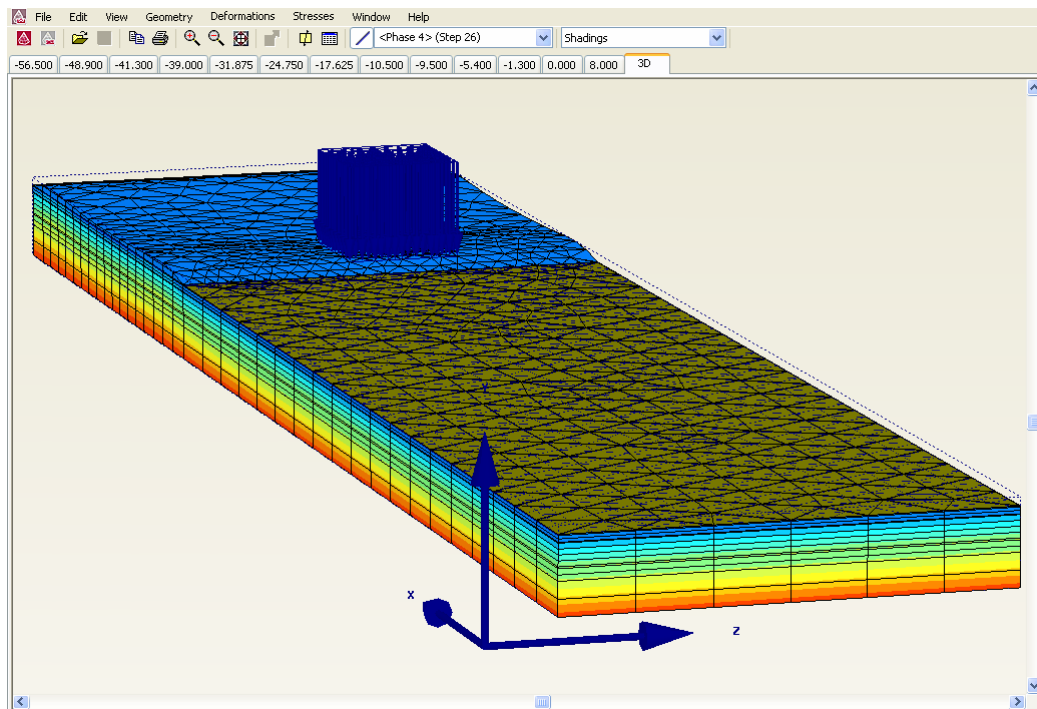 File Edit View Geometry Deformations Stresses Window Help
<Phase 4> (Step 26) Shadings
-56.500 -48.900 -41.300 -39.000 -31.875 -24.750 -17.625 -10.500 -9.500 -5.400 -1.300 0.000 8.000 3D
Y
X
Z